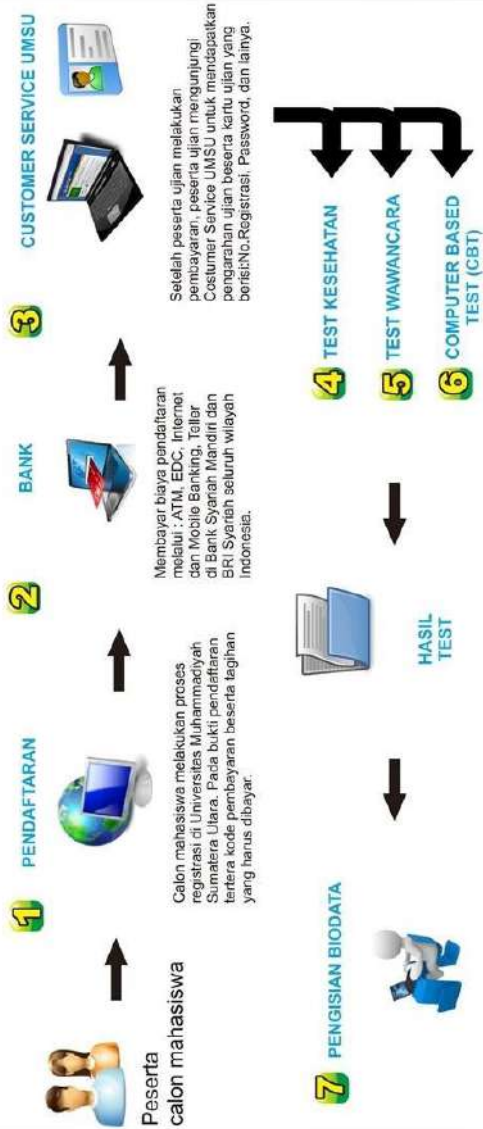 Peserta
calon mahasiswa
1 PENDAFTARAN
Calon mahasiswa melakukan proses
registrasi di Universitas Muhammadiyah
Sumatera Utara. Pada bukti pendaftaran
tertera kode pembayaran beserta tagihan
yang harus dibayar.
2 BANK
Membayar biaya pendaftaran
melalui : ATM, EDC, Internet
dan Mobile Banking, Teller
di Bank Syariah Mandiri dan
BRI Syariah seluruh wilayah
Indonesia.
3 CUSTOMER SERVICE UMSU
Setelah peserta ujian melakukan
pembayaran, peserta ujian mengunjungi
Costumer Service UMSU untuk mendapatkan
pengarahan ujian beserta kartu ujian yang
berisi:No.Registrasi, Password, dan lainya.
4 TEST KESEHATAN
5 TEST WAWANCARA
6 COMPUTER BASED
TEST (CBT)
HASIL
TEST
7 PENGISIAN BIODATA